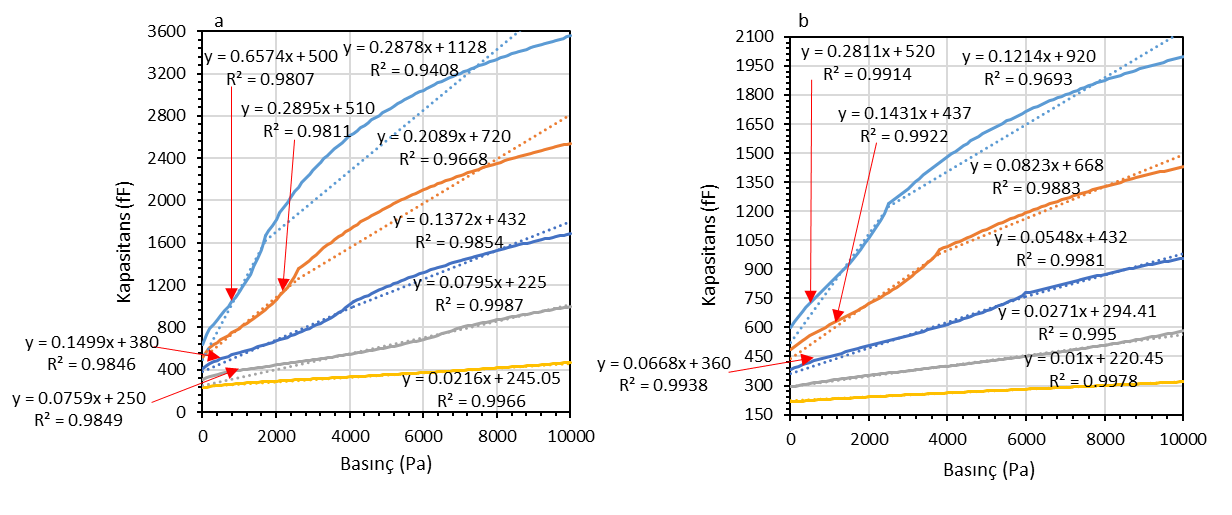 a
3600
3200
2800
2400
2000
1600
1200
800
400
0
Kapasitans (fF)
0
2000
4000
6000
8000
10000
Basınç (Pa)
y = 0.6574x + 500
R² = 0.9807
y = 0.2878x + 1128
R² = 0.9408
y = 0.2895x + 510
R² = 0.9811
y = 0.2089x + 720
R² = 0.9668
y = 0.1372x + 432
R² = 0.9854
y = 0.0795x + 225
R² = 0.9987
y = 0.1499x + 380
R² = 0.9846
y = 0.0759x + 250
R² = 0.9849
y = 0.0216x + 245.05
R² = 0.9966
b
2100
1950
1800
1650
1500
1350
1200
1050
900
750
600
450
300
150
Kapasitans (fF)
0
2000
4000
6000
8000
10000
Basınç (Pa)
y = 0.2811x + 520
R² = 0.9914
y = 0.1214x + 920
R² = 0.9693
y = 0.1431x + 437
R² = 0.9922
y = 0.0823x + 668
R² = 0.9883
y = 0.0548x + 432
R² = 0.9981
y = 0.0271x + 294.41
R² = 0.995
y = 0.0668x + 360
R² = 0.9938
y = 0.01x + 220.45
R² = 0.9978